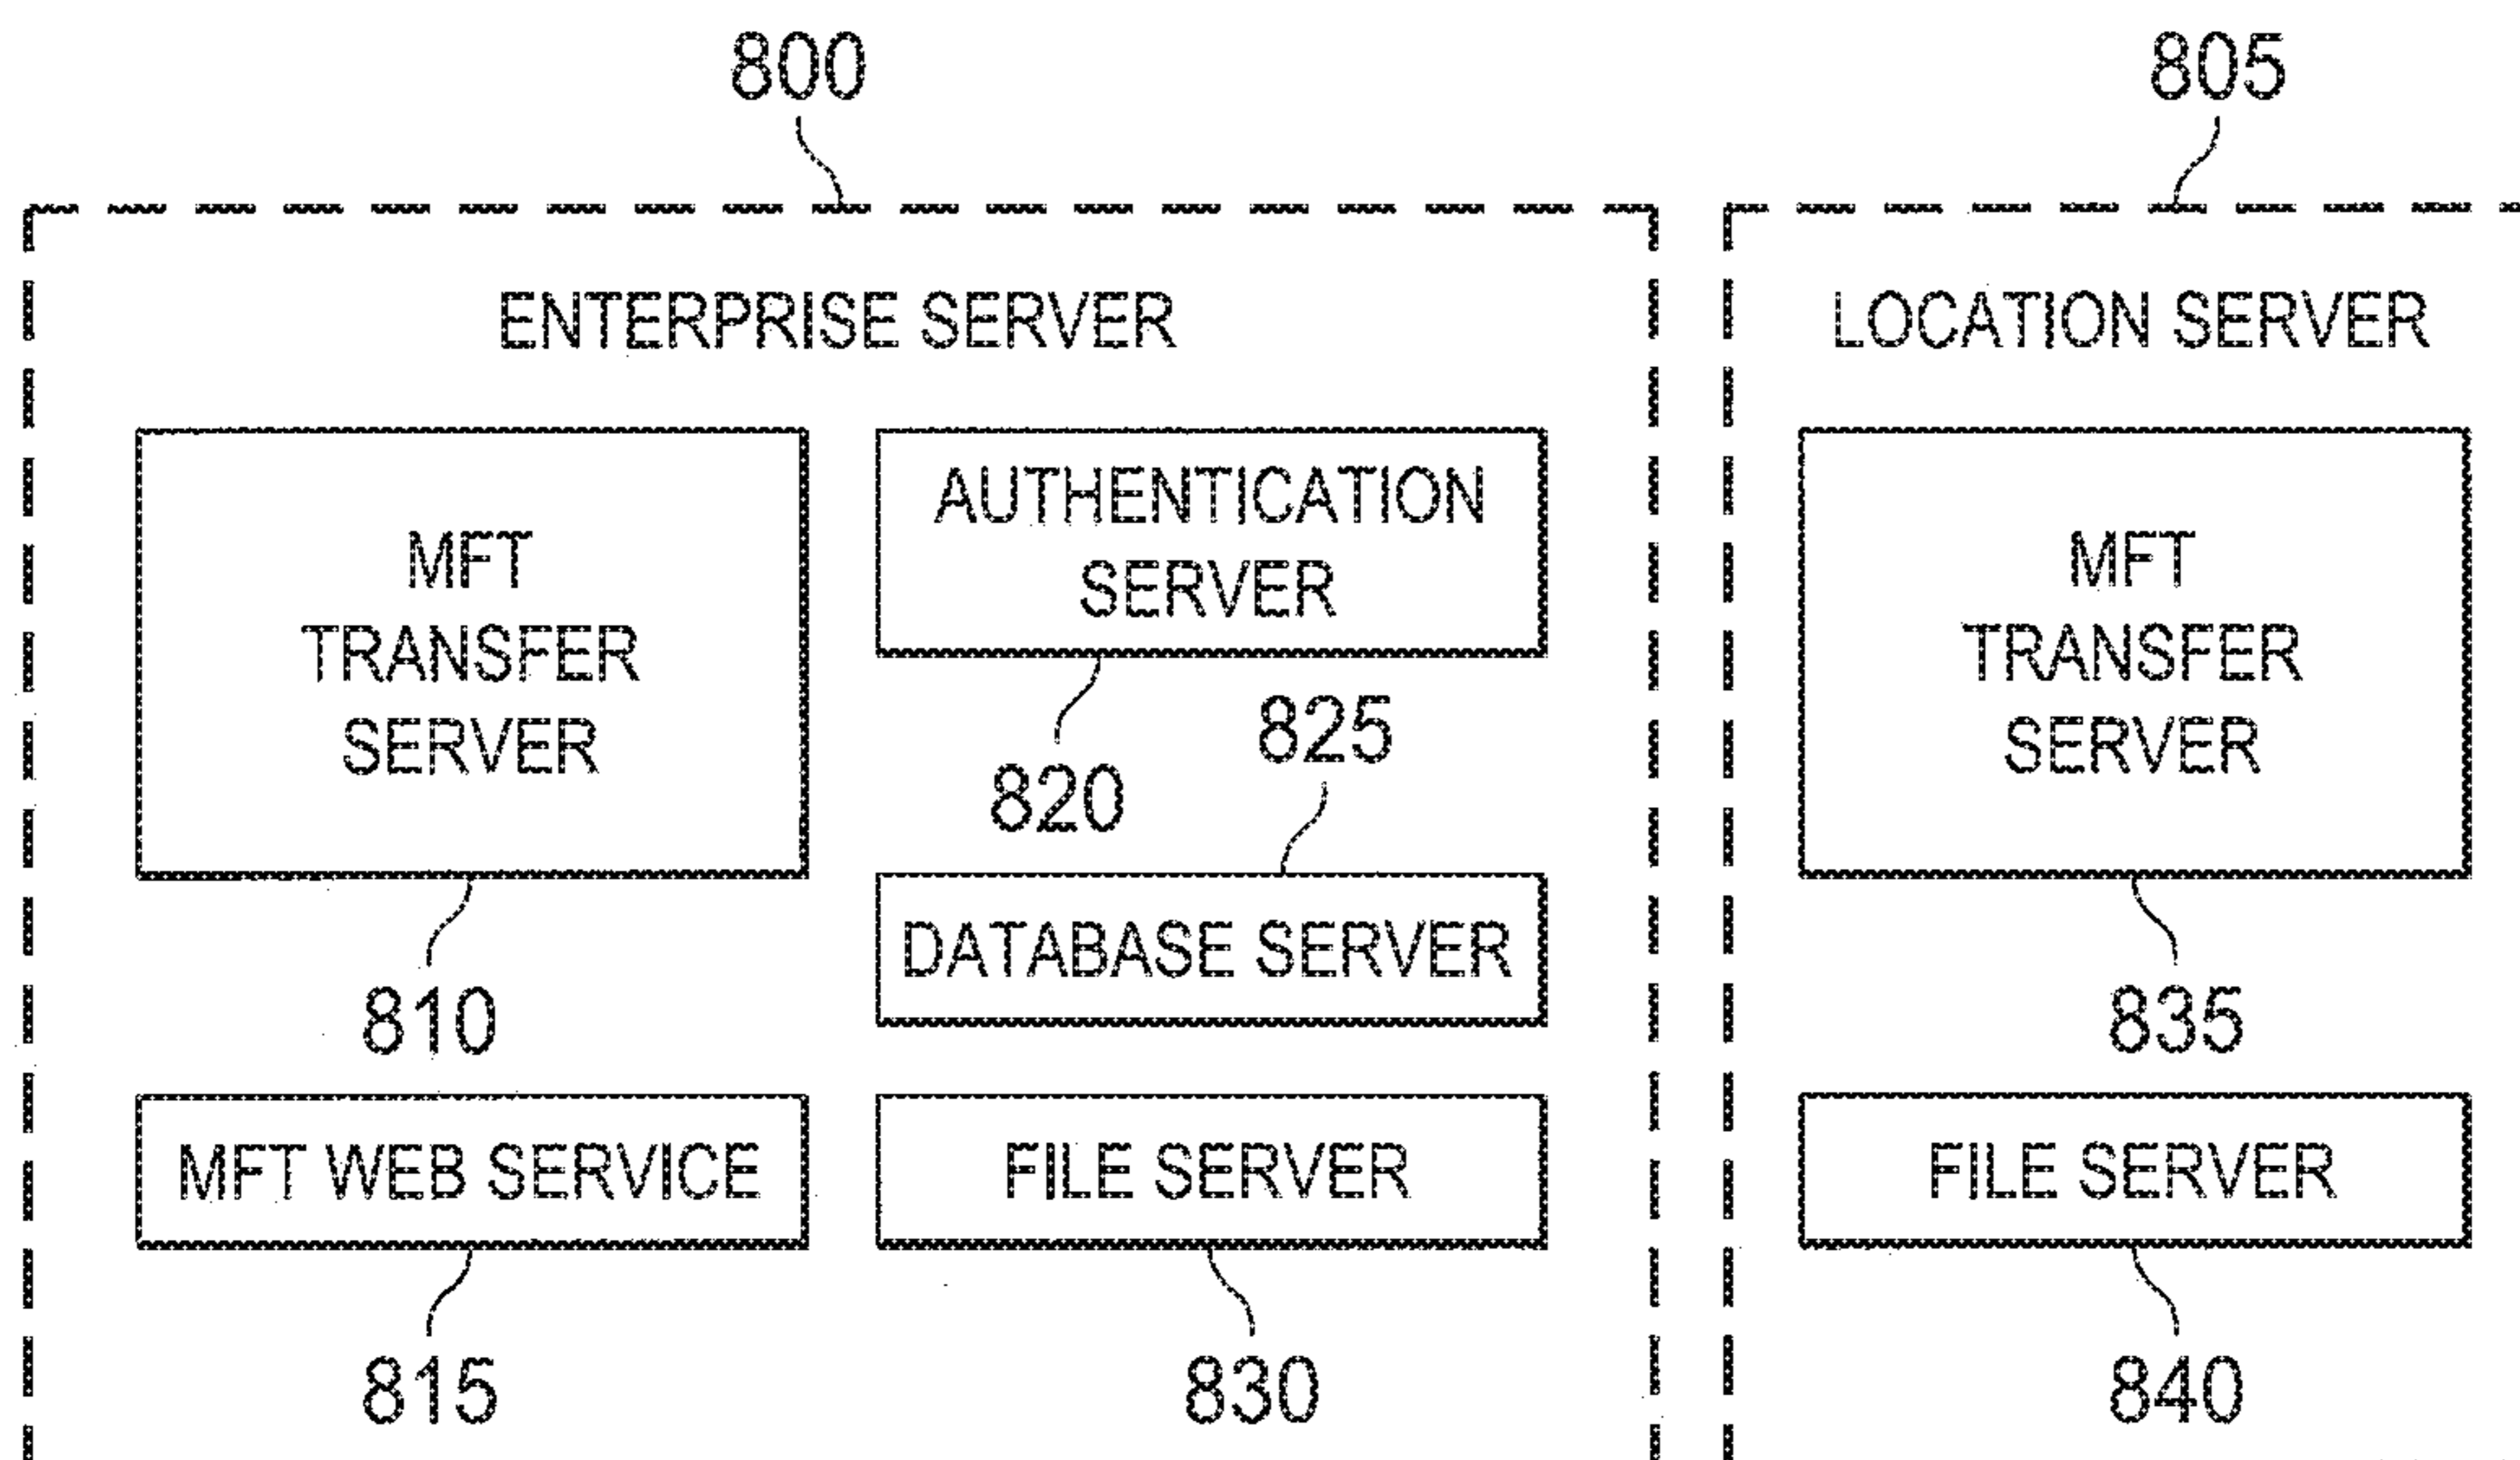 800
805
ENTERPRISE SERVER
LOCATION SERVER
MFT
TRANSFER
SERVER
810
AUTHENTICATION
SERVER
820
825
DATABASE SERVER
MFT
TRANSFER
SERVER
835
MFT WEB SERVICE
815
FILE SERVER
830
FILE SERVER
840